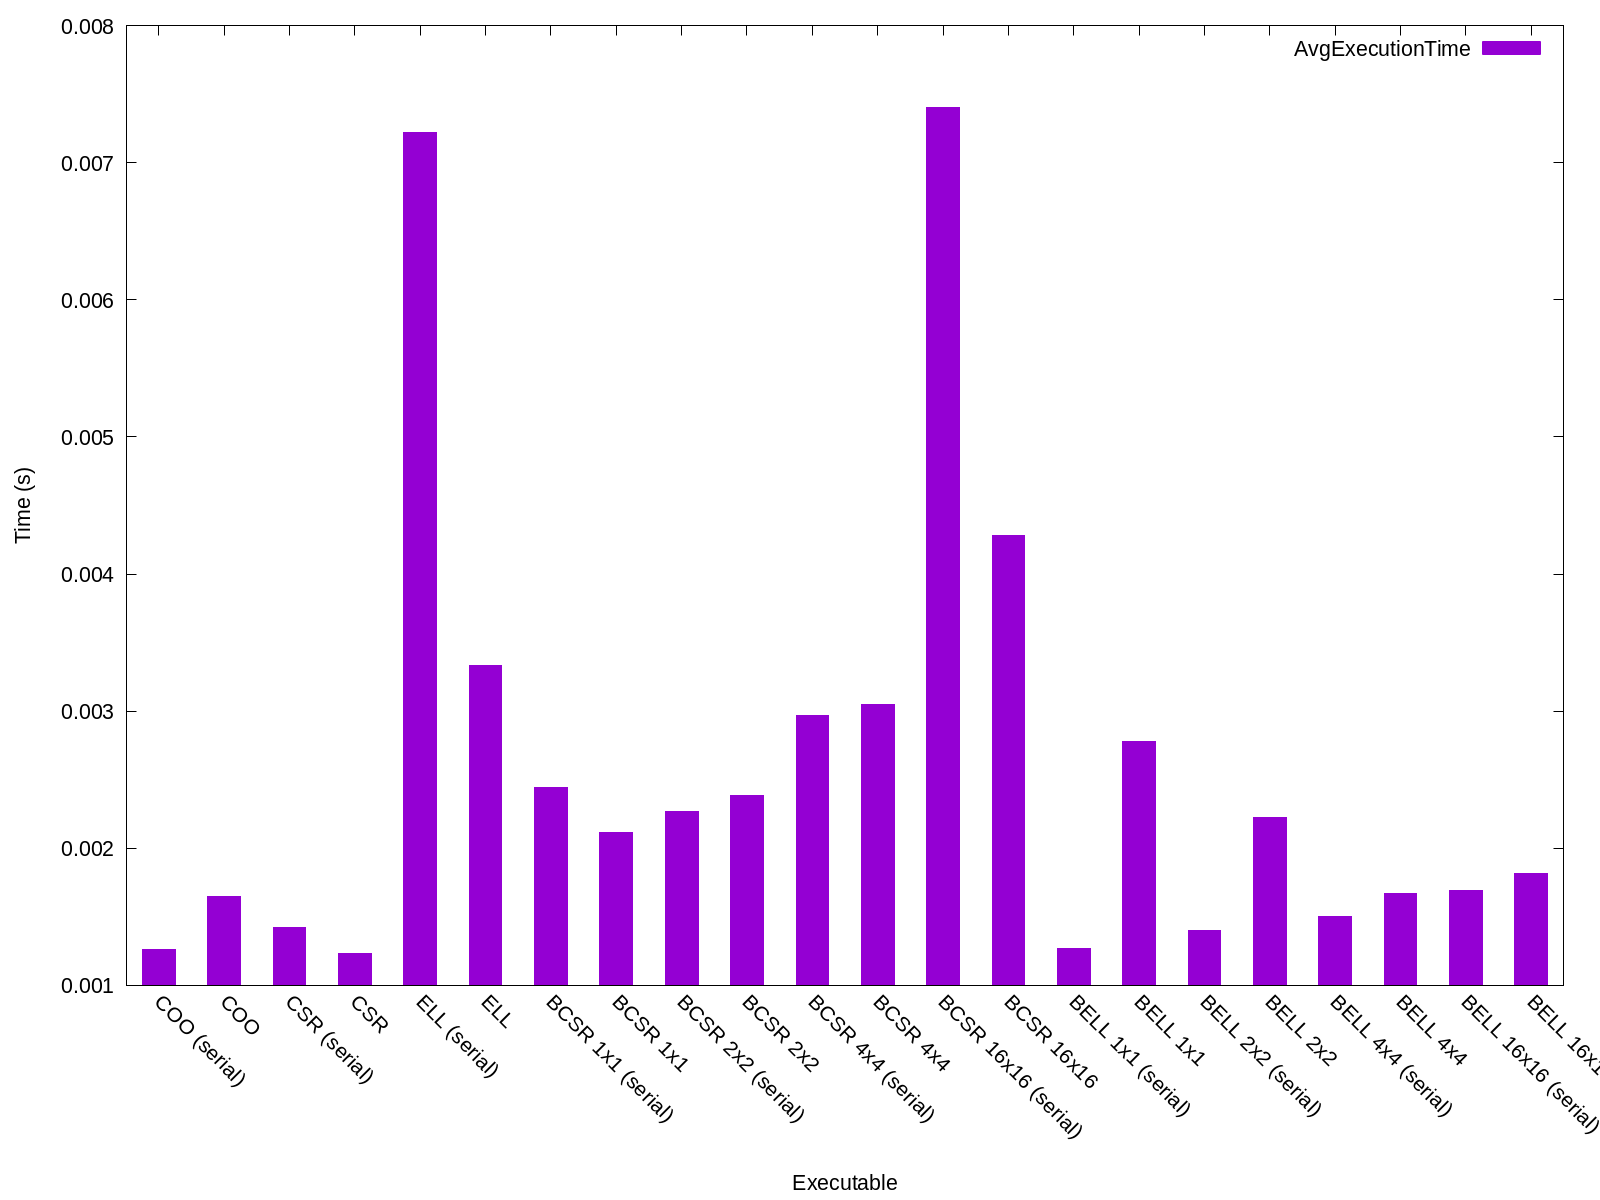 AvgExecutionTime
0.008
0.007
0.006
0.005
0.004
0.003
0.002
0.001
Time (s)
COO (serial)
COO
CSR (serial)
CSR
ELL (serial)
ELL
BCSR 1x1 (serial)
BCSR 1x1
BCSR 2x2 (serial)
BCSR 2x2
BCSR 4x4 (serial)
BCSR 4x4
BCSR 16x16 (serial)
BCSR 16x16
BELL 1x1 (serial)
BELL 1x1
BELL 2x2 (serial)
BELL 2x2
BELL 4x4 (serial)
BELL 4x4
BELL 16x16 (serial)
BELL 16x1
Executable